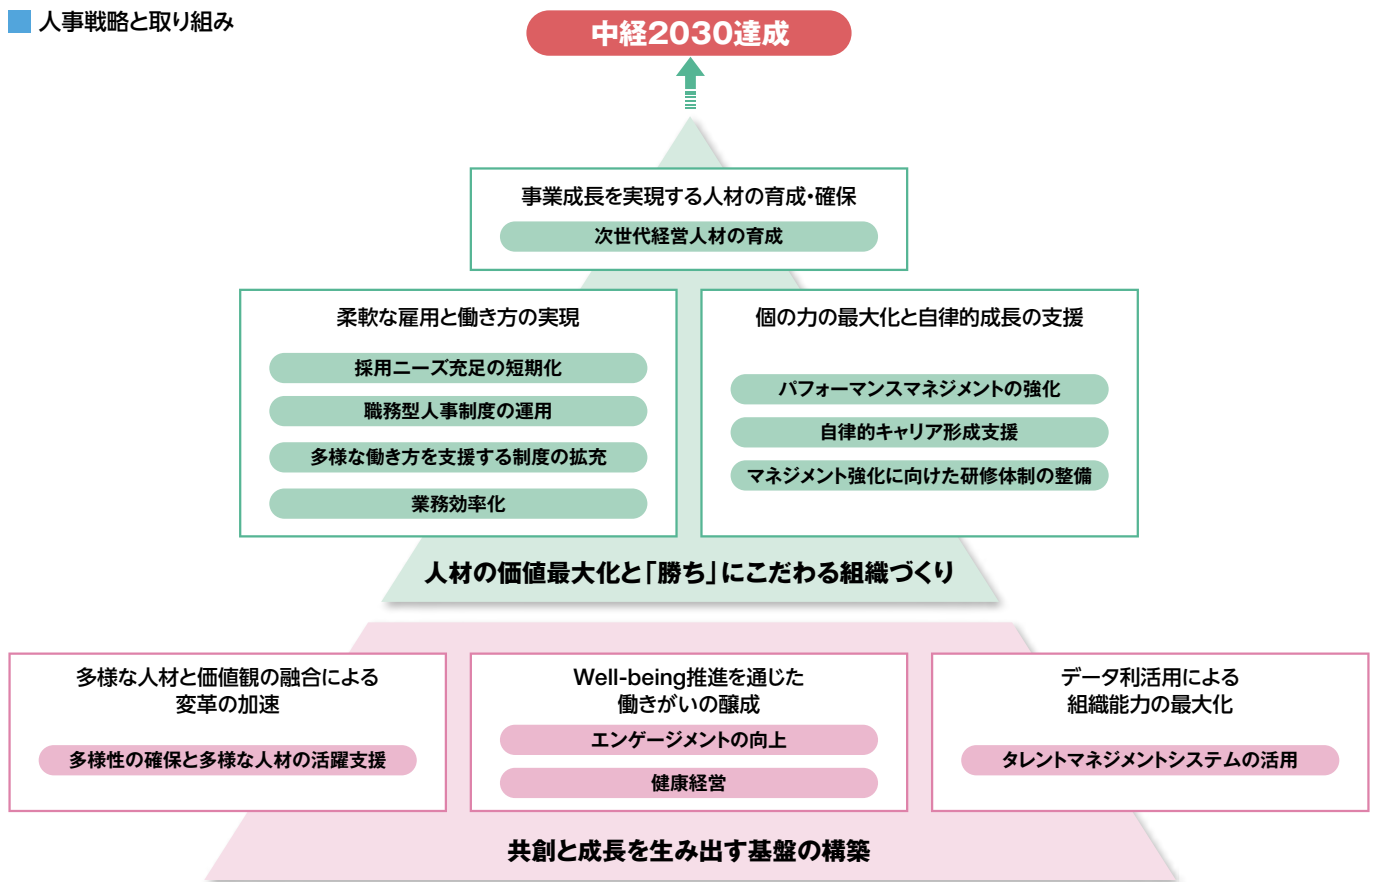 人事戦略と取り組み
中経2030達成
事業成長を実現する人材の育成・確保
次世代経営人材の育成
柔軟な雇用と働き方の実現
採用ニーズ充足の短期化
職務型人事制度の運用
多様な働き方を支援する制度の拡充
業務効率化
個の力の最大化と自律的成長の支援
パフォーマンスマネジメントの強化
自律的キャリア形成支援
マネジメント強化に向けた研修体制の整備
人材の価値最大化と「勝ち」にこだわる組織づくり
多様な人材と価値観の融合による
変革の加速
多様性の確保と多様な人材の活躍支援
Well-being推進を通じた
働きがいの醸成
エンゲージメントの向上
健康経営
データ利活用による
組織能力の最大化
タレントマネジメントシステムの活用
共創と成長を生み出す基盤の構築